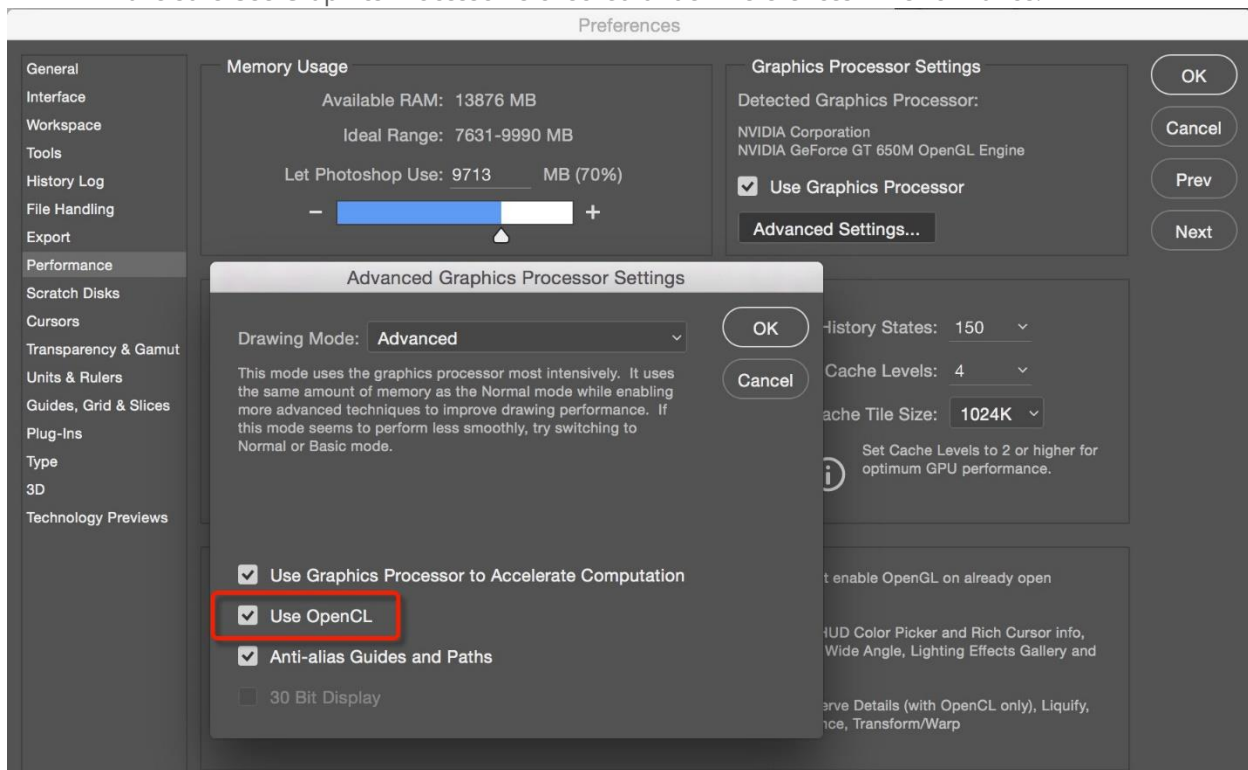 Preferences
General
Interface
Workspace
Tools
History Log
File Handling
Export
Performance
Scratch Disks
Cursors
Transparency & Gamut
Units & Rulers
Guides, Grid & Slices
Plug-Ins
Type
3D
Technology Previews
Memory Usage
Available RAM: 13876 MB
Ideal Range: 7631-9990 MB
Let Photoshop Use: 9713 MB (70%)
− +
Graphics Processor Settings
Detected Graphics Processor:
NVIDIA Corporation
NVIDIA GeForce GT 650M OpenGL Engine
Use Graphics Processor
Advanced Settings...
OK
Cancel
Prev
Next
Advanced Graphics Processor Settings
Drawing Mode: Advanced
This mode uses the graphics processor most intensively. It uses
the same amount of memory as the Normal mode while enabling
more advanced techniques to improve drawing performance. If
this mode seems to perform less smoothly, try switching to
Normal or Basic mode.
OK
Cancel
Use Graphics Processor to Accelerate Computation
Use OpenCL
Anti-alias Guides and Paths
30 Bit Display
History States: 150
Cache Levels: 4
Tile Size: 1024K
Set Cache Levels to 2 or higher for
optimum GPU performance.
enable OpenGL on already open
HUD Color Picker and Rich Cursor info,
Wide Angle, Lighting Effects Gallery and
Details (with OpenCL only), Liquify,
Transform/Warp